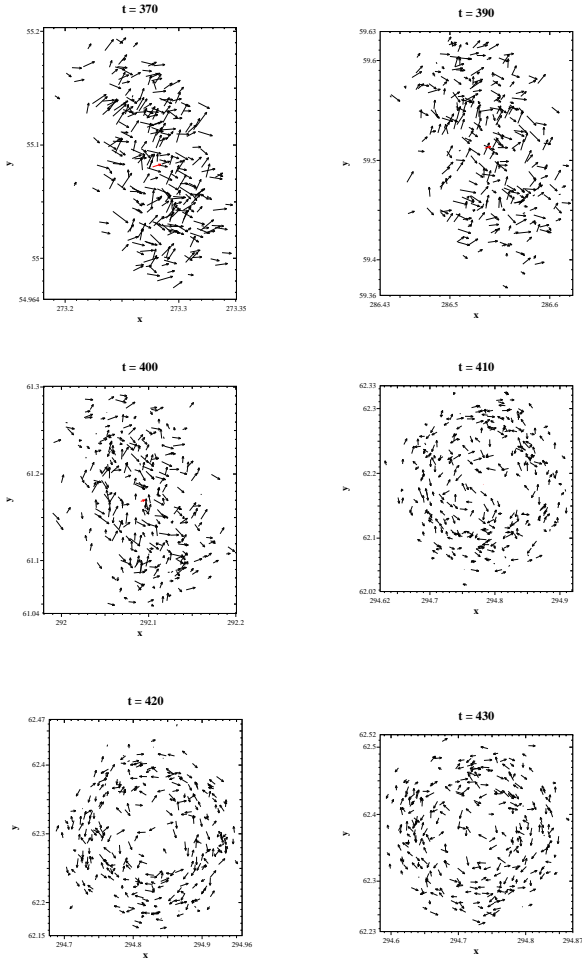 t = 370
55.2
55.1
y
55
54.964
273.2
273.3
273.35
x
t = 390
59.63
59.6
y
59.5
59.4
59.36
286.43
286.5
286.6
x
t = 400
61.3
61.2
y
61.1
61.04
292
292.1
292.2
x
t = 410
62.33
62.3
62.2
y
62.1
62.02
294.62
294.7
294.8
294.9
x
t = 420
62.47
62.4
y
62.3
62.2
62.15
294.7
294.8
294.9
294.96
x
t = 430
62.52
62.5
62.4
y
62.3
62.23
294.6
294.7
294.8
294.87
x